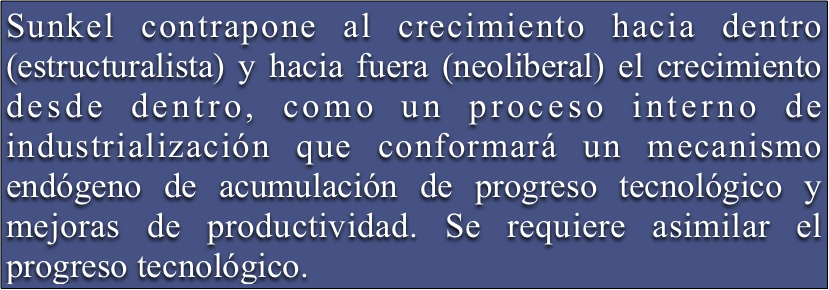 Sunkel contrapone al crecimiento hacia dentro
(estructuralista) y hacia fuera (neoliberal) el crecimiento
desde dentro, como un proceso interno de
industrialización que conformará un mecanismo
endógeno de acumulación de progreso tecnológico y
mejoras de productividad. Se requiere asimilar el
progreso tecnológico.